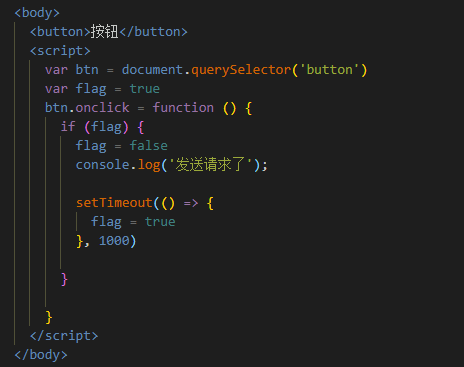 <body>
<button>按钮</button>
<script>
var btn = document.querySelector('button')
var flag = true
btn.onclick = function () {
if (flag) {
flag = false
console.log('发送请求了');
setTimeout(() => {
flag = true
}, 1000)
}
}
</script>
</body>